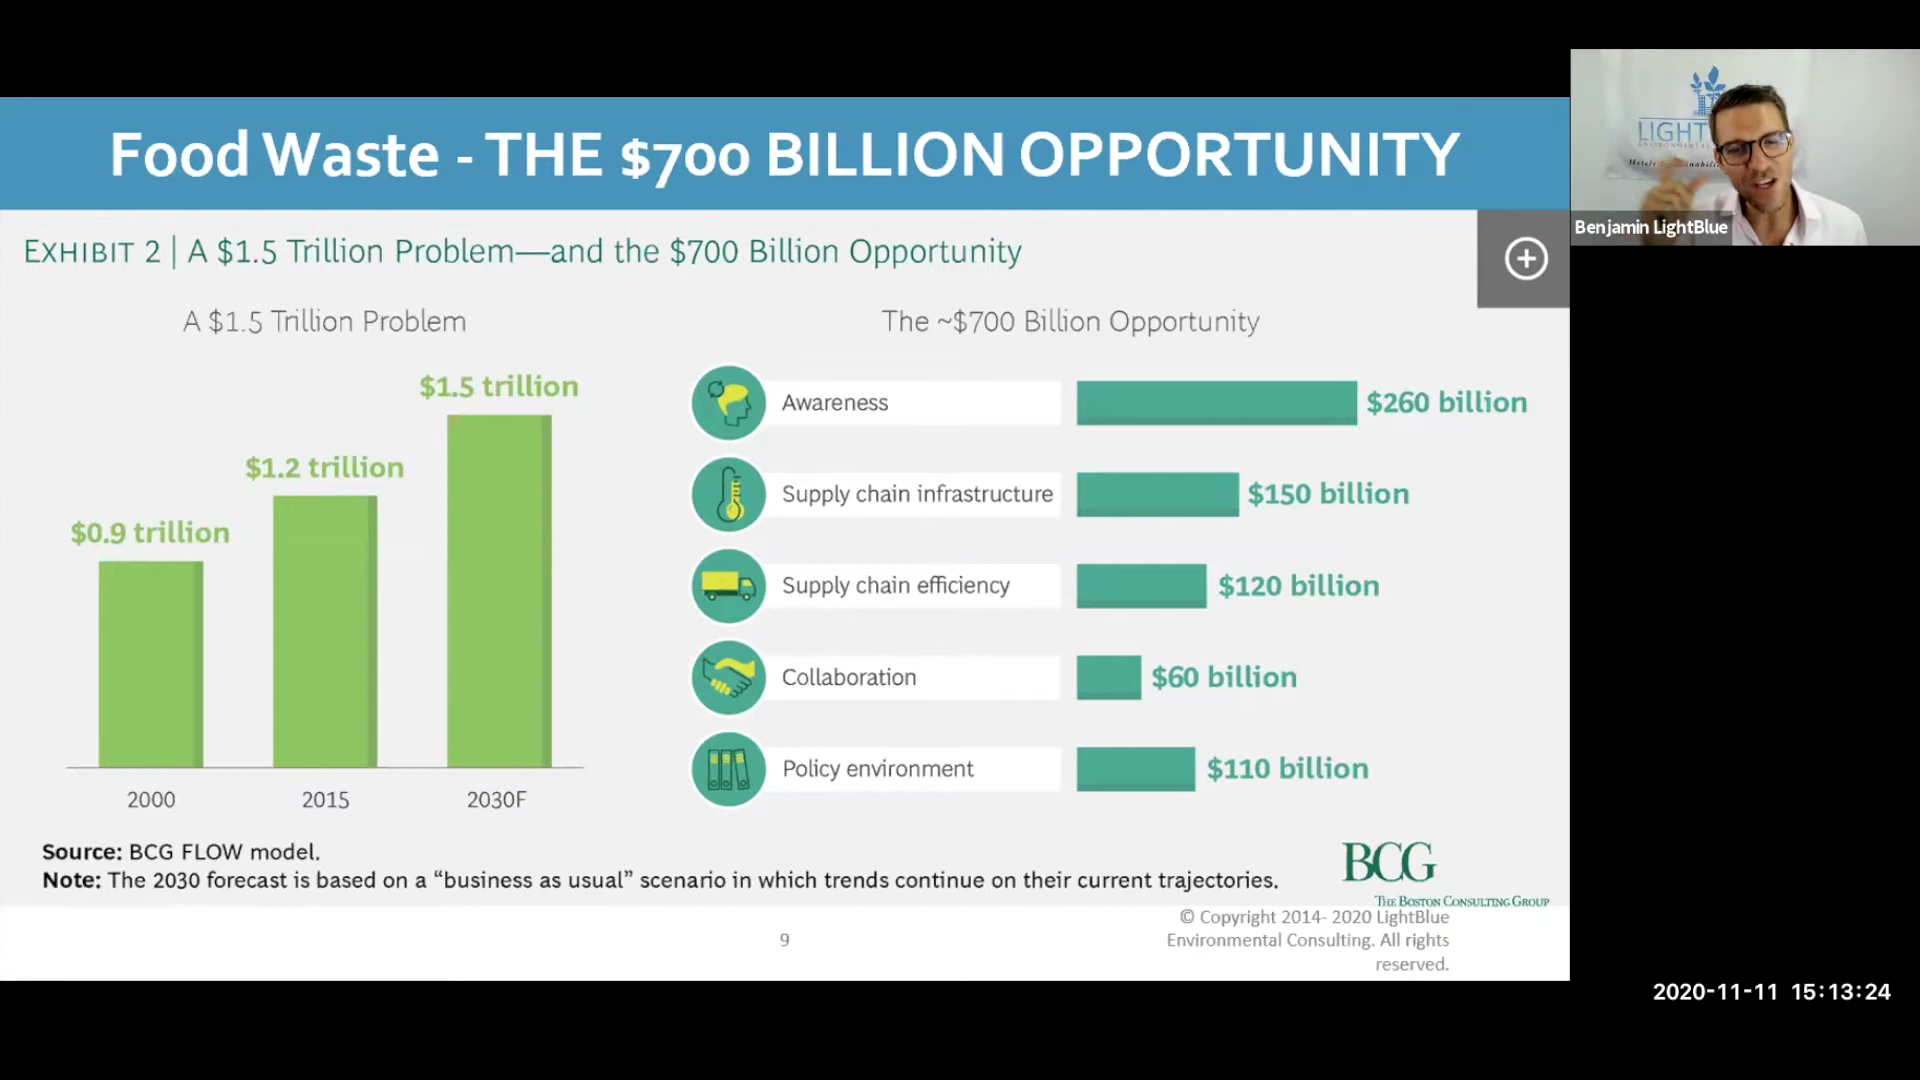 Food Waste - THE $700 BILLION OPPORTUNITY
LIGHT
Benjamin LightBlue
EXHIBIT 2 | A $1.5 Trillion Problem—and the $700 Billion Opportunity
A $1.5 Trillion Problem
$1.5 trillion
$1.2 trillion
$0.9 trillion
2000 2015 2030F
The ~$700 Billion Opportunity
Awareness $260 billion
Supply chain infrastructure $150 billion
Supply chain efficiency $120 billion
Collaboration $60 billion
Policy environment $110 billion
Source: BCG FLOW model.
Note: The 2030 forecast is based on a “business as usual” scenario in which trends continue on their current trajectories.
BCG
THE BOSTON CONSULTING GROUP
9
© Copyright 2014- 2020 LightBlue
Environmental Consulting. All rights
reserved.
2020-11-11 15:13:24